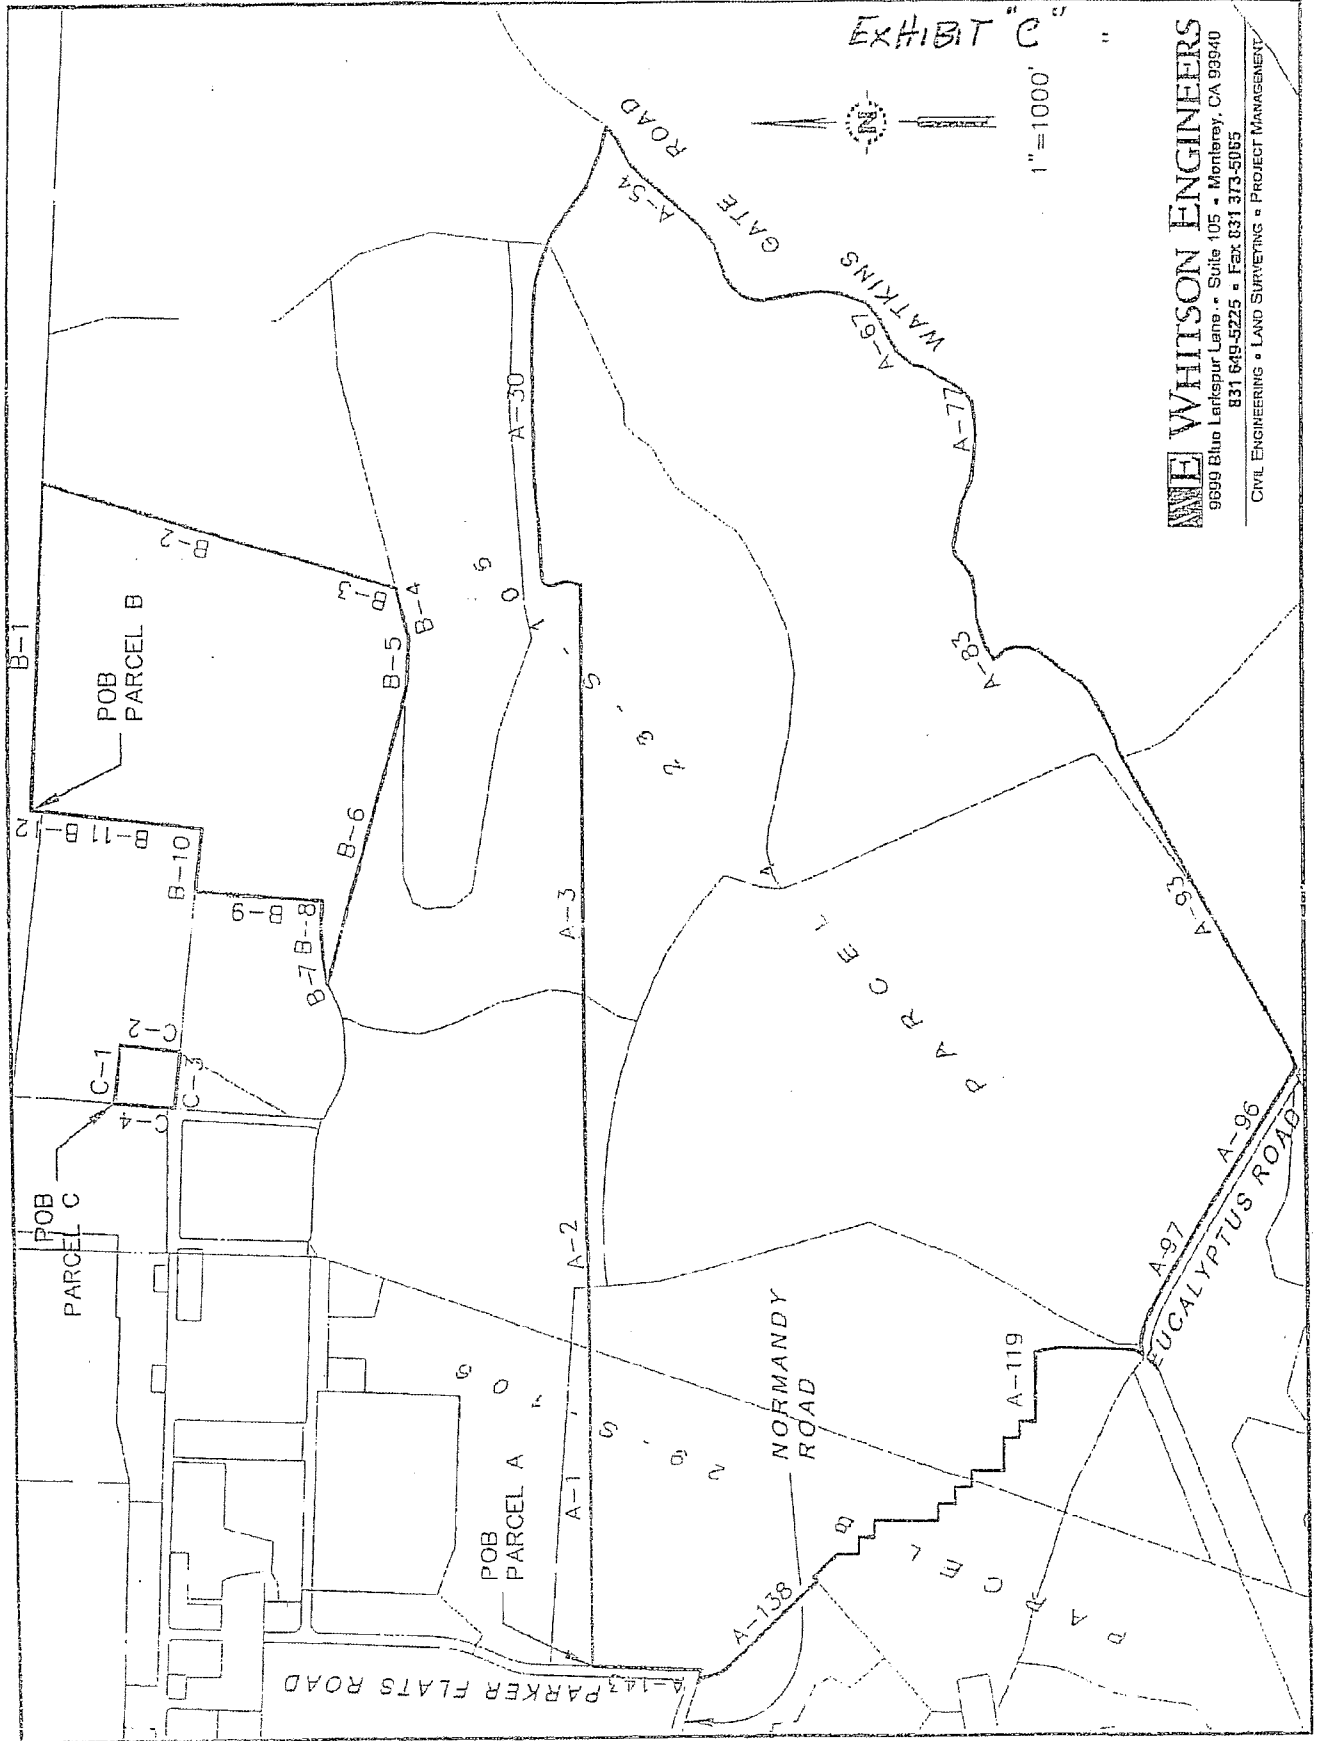 EXHIBIT "C"
"
ROAD
GATE
WATKINS
N
1"=1000'
WHITSON ENGINEERS
9699 Blue Larkspur Lane • Suite 105 • Monterey, CA 93940
831 649-5225 • Fax 831 373-5065
CIVIL ENGINEERING • LAND SURVEYING • PROJECT MANAGEMENT
B-1
POB
PARCEL B
B-2
B-3
B-4
B-5
B-6
B-7
B-8
B-9
B-10
B-11
B-12
C-1
C-2
C-3
C-4
POB
PARCEL C
A-54
A-67
A-77
A-83
A-93
A-96
A-97
EUCALYPTUS ROAD
A-119
A-138
NORMANDY
ROAD
A-143
PARKER FLATS ROAD
POB
PARCEL A
A-1
A-2
A-3
A-30
PARCEL A
PARCEL B